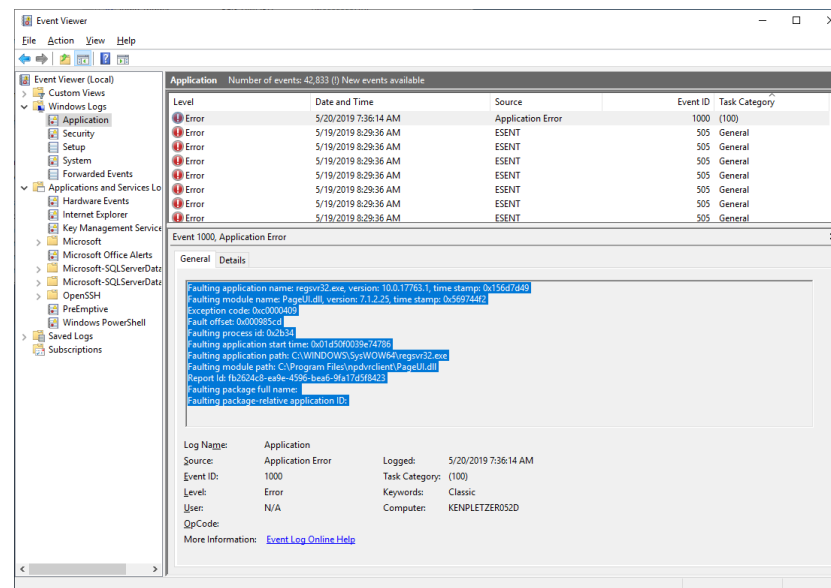 Event Viewer
File Action View Help
Event Viewer (Local)
Custom Views
Windows Logs
Application
Security
Setup
System
Forwarded Events
Applications and Services Lo
Hardware Events
Internet Explorer
Key Management Service
Microsoft
Microsoft Office Alerts
Microsoft-SQLServerData
Microsoft-SQLServerData
OpenSSH
PreEmptive
Windows PowerShell
Saved Logs
Subscriptions
Application Number of events: 42,833 (!) New events available
Level Date and Time Source Event ID Task Category
Error 5/20/2019 7:36:14 AM Application Error 1000 (100)
Error 5/19/2019 8:29:36 AM ESENT 505 General
Error 5/19/2019 8:29:36 AM ESENT 505 General
Error 5/19/2019 8:29:36 AM ESENT 505 General
Error 5/19/2019 8:29:36 AM ESENT 505 General
Error 5/19/2019 8:29:36 AM ESENT 505 General
Error 5/19/2019 8:29:36 AM ESENT 505 General
Error 5/19/2019 8:29:36 AM ESENT 505 General
Event 1000, Application Error
General Details
Faulting application name: regsvr32.exe, version: 10.0.17763.1, time stamp: 0x156d7d49
Faulting module name: PageUI.dll, version: 7.1.2.25, time stamp: 0x569744f2
Exception code: 0xc0000409
Fault offset: 0x000985cd
Faulting process id: 0x2b34
Faulting application start time: 0x01d50f0039e74786
Faulting application path: C:\WINDOWS\SysWOW64\regsvr32.exe
Faulting module path: C:\Program Files\npdvrclient\PageUI.dll
Report Id: fb2624c8-ea9e-4596-bea6-9fa17d5f8423
Faulting package full name:
Faulting package-relative application ID:
Log Name: Application
Source: Application Error Logged: 5/20/2019 7:36:14 AM
Event ID: 1000 Task Category: (100)
Level: Error Keywords: Classic
User: N/A Computer: KENPLETZER052D
OpCode:
More Information: Event Log Online Help